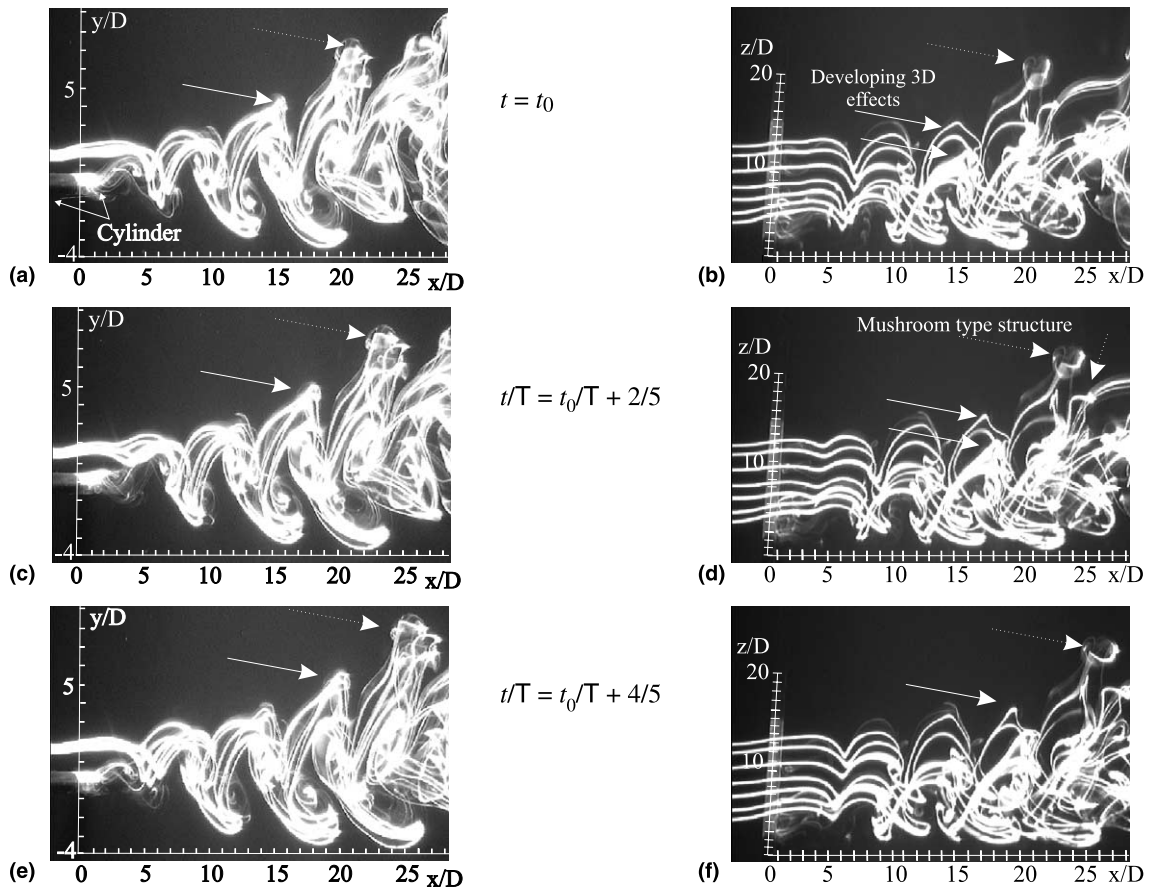 y/D
5
Cylinder
-4
(a) 0 5 10 15 20 25 x/D
t = t0
z/D
20
Developing 3D
effects
10
(b) 0 5 10 15 20 25 x/D
y/D
5
-4
(c) 0 5 10 15 20 25 x/D
t/T = t0/T + 2/5
Mushroom type structure
z/D
20
10
(d) 0 5 10 15 20 25 x/D
y/D
5
-4
(e) 0 5 10 15 20 25 x/D
t/T = t0/T + 4/5
z/D
20
10
(f) 0 5 10 15 20 25 x/D